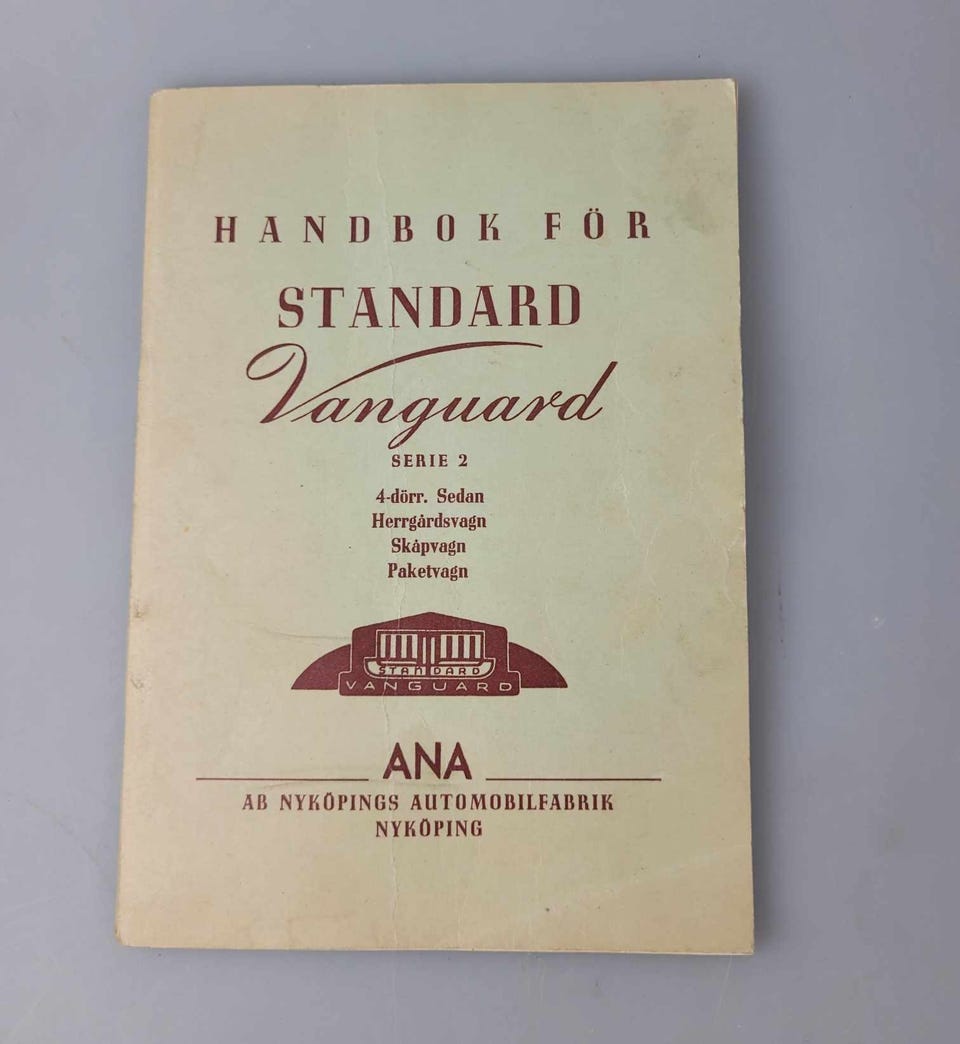 HANDBOK FÖR
STANDARD
Vanguard
SERIE 2
4-dörr. Sedan
Herrgårdsvagn
Skåpvagn
Paketvagn
STANDARD
VANGUARD
ANA
AB NYKÖPINGS AUTOMOBILFABRIK
NYKÖPING